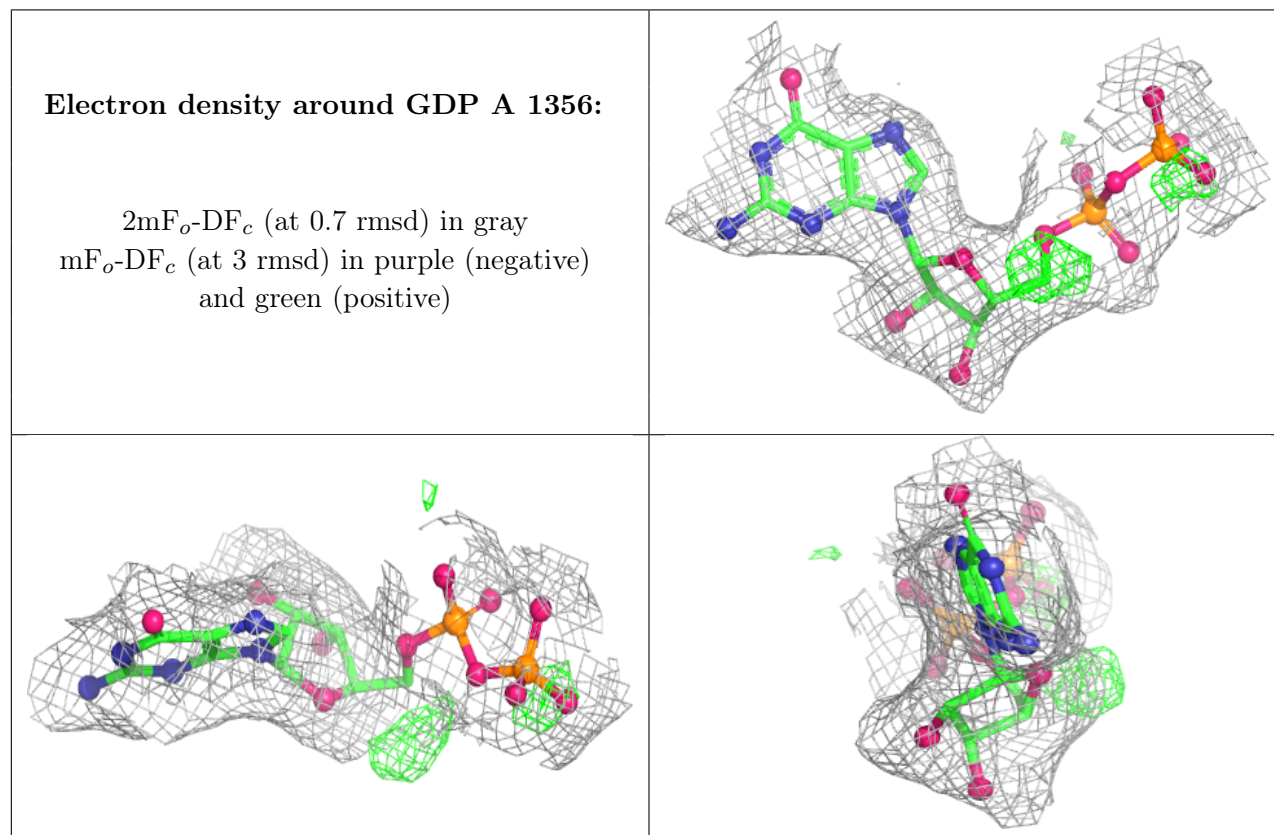 Electron density around GDP A 1356:
2mFo-DFc (at 0.7 rmsd) in gray
mFo-DFc (at 3 rmsd) in purple (negative)
and green (positive)